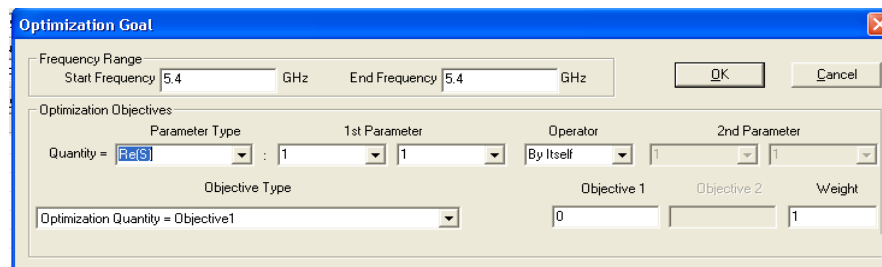 Optimization Goal
Frequency Range
Start Frequency 5.4 GHz End Frequency 5.4 GHz
OK Cancel
Optimization Objectives
Parameter Type 1st Parameter Operator 2nd Parameter
Quantity = Re(S) : 1 1 By Itself 1 1
Objective Type Objective 1 Objective 2 Weight
Optimization Quantity = Objective1 0 1